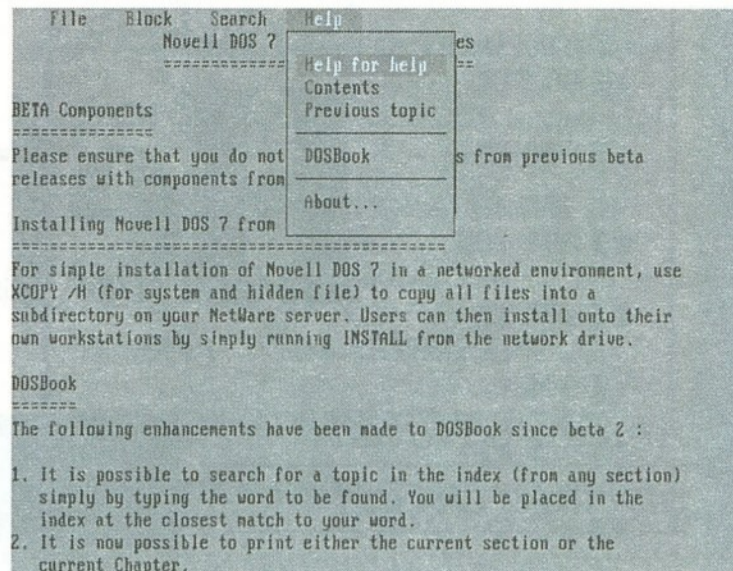 File Block Search Help
Novell DOS 7 es
============= ==
Help for help
Contents
Previous topic
DOSBook
About...
BETA Components
===============
Please ensure that you do not s from previous beta
releases with components from
Installing Novell DOS 7 from
==============================================
For simple installation of Novell DOS 7 in a networked environment, use
XCOPY /H (for system and hidden file) to copy all files into a
subdirectory on your NetWare server. Users can then install onto their
own workstations by simply running INSTALL from the network drive.
DOSBook
=======
The following enhancements have been made to DOSBook since beta 2 :
1. It is possible to search for a topic in the index (from any section)
simply by typing the word to be found. You will be placed in the
index at the closest match to your word.
2. It is now possible to print either the current section or the
current Chapter.